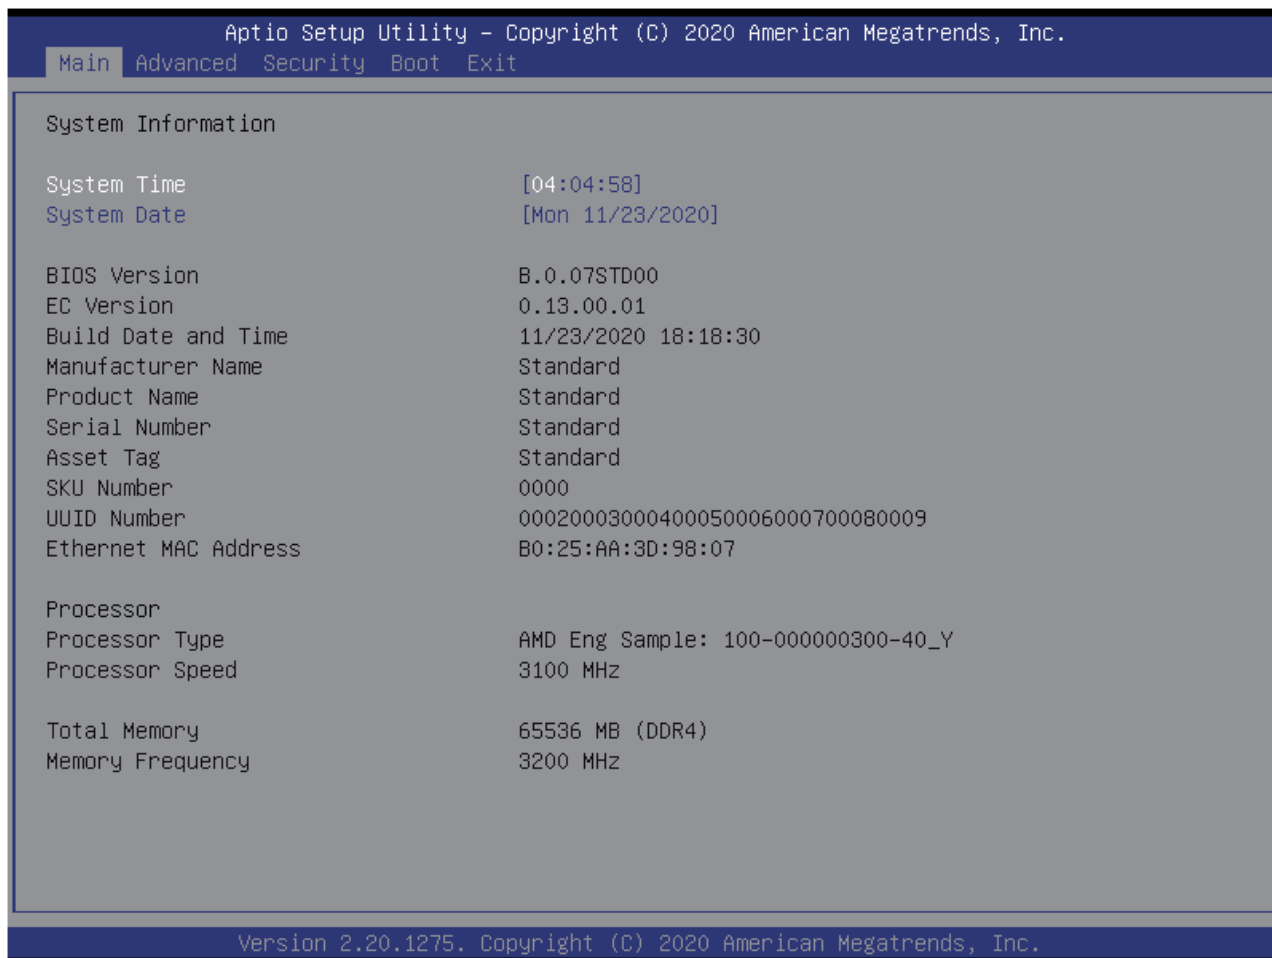 Aptio Setup Utility – Copyright (C) 2020 American Megatrends, Inc.
Main Advanced Security Boot Exit
System Information
System Time [04:04:58]
System Date [Mon 11/23/2020]
BIOS Version B.0.07STD00
EC Version 0.13.00.01
Build Date and Time 11/23/2020 18:18:30
Manufacturer Name Standard
Product Name Standard
Serial Number Standard
Asset Tag Standard
SKU Number 0000
UUID Number 00020003000400050006000700080009
Ethernet MAC Address B0:25:AA:3D:98:07
Processor
Processor Type AMD Eng Sample: 100-000000300-40_Y
Processor Speed 3100 MHz
Total Memory 65536 MB (DDR4)
Memory Frequency 3200 MHz
Version 2.20.1275. Copyright (C) 2020 American Megatrends, Inc.